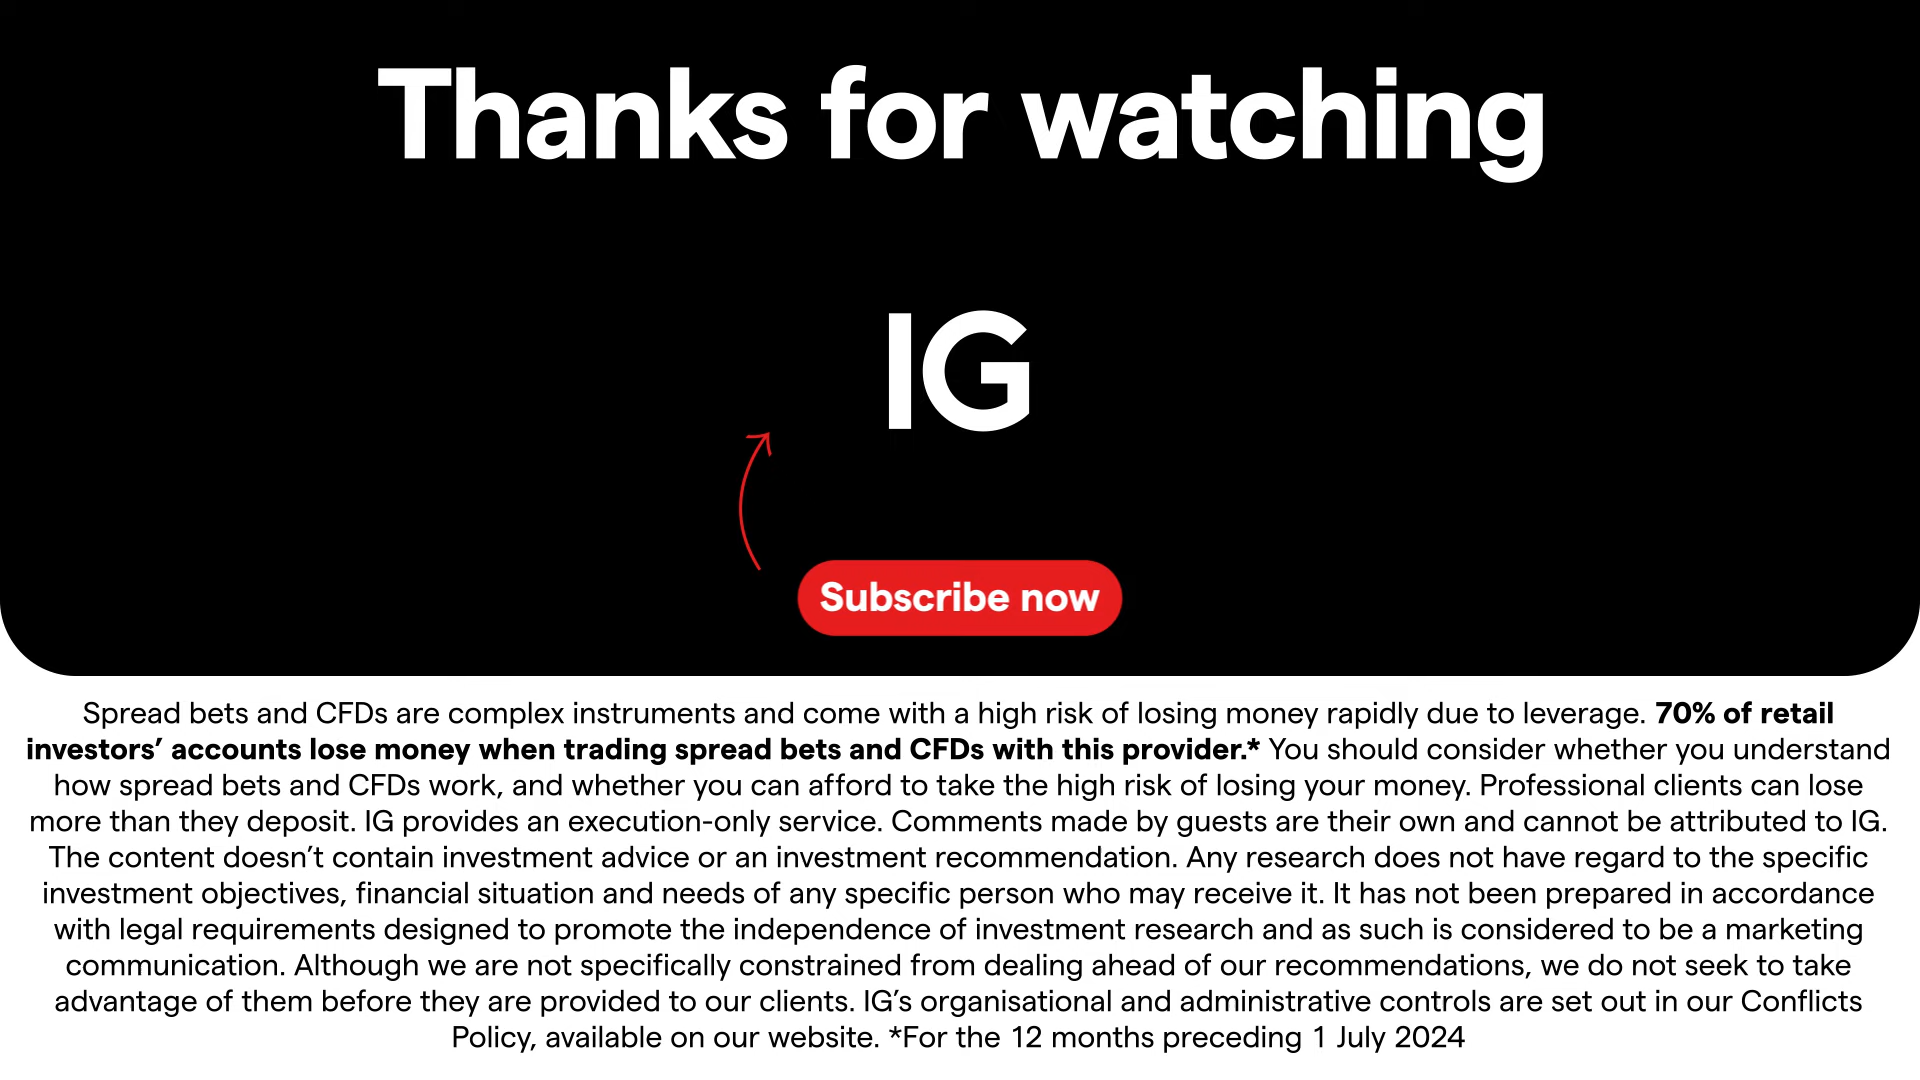 Thanks for watching
IG
Subscribe now
Spread bets and CFDs are complex instruments and come with a high risk of losing money rapidly due to leverage. 70% of retail
investors’ accounts lose money when trading spread bets and CFDs with this provider.* You should consider whether you understand
how spread bets and CFDs work, and whether you can afford to take the high risk of losing your money. Professional clients can lose
more than they deposit. IG provides an execution-only service. Comments made by guests are their own and cannot be attributed to IG.
The content doesn’t contain investment advice or an investment recommendation. Any research does not have regard to the specific
investment objectives, financial situation and needs of any specific person who may receive it. It has not been prepared in accordance
with legal requirements designed to promote the independence of investment research and as such is considered to be a marketing
communication. Although we are not specifically constrained from dealing ahead of our recommendations, we do not seek to take
advantage of them before they are provided to our clients. IG’s organisational and administrative controls are set out in our Conflicts
Policy, available on our website. *For the 12 months preceding 1 July 2024